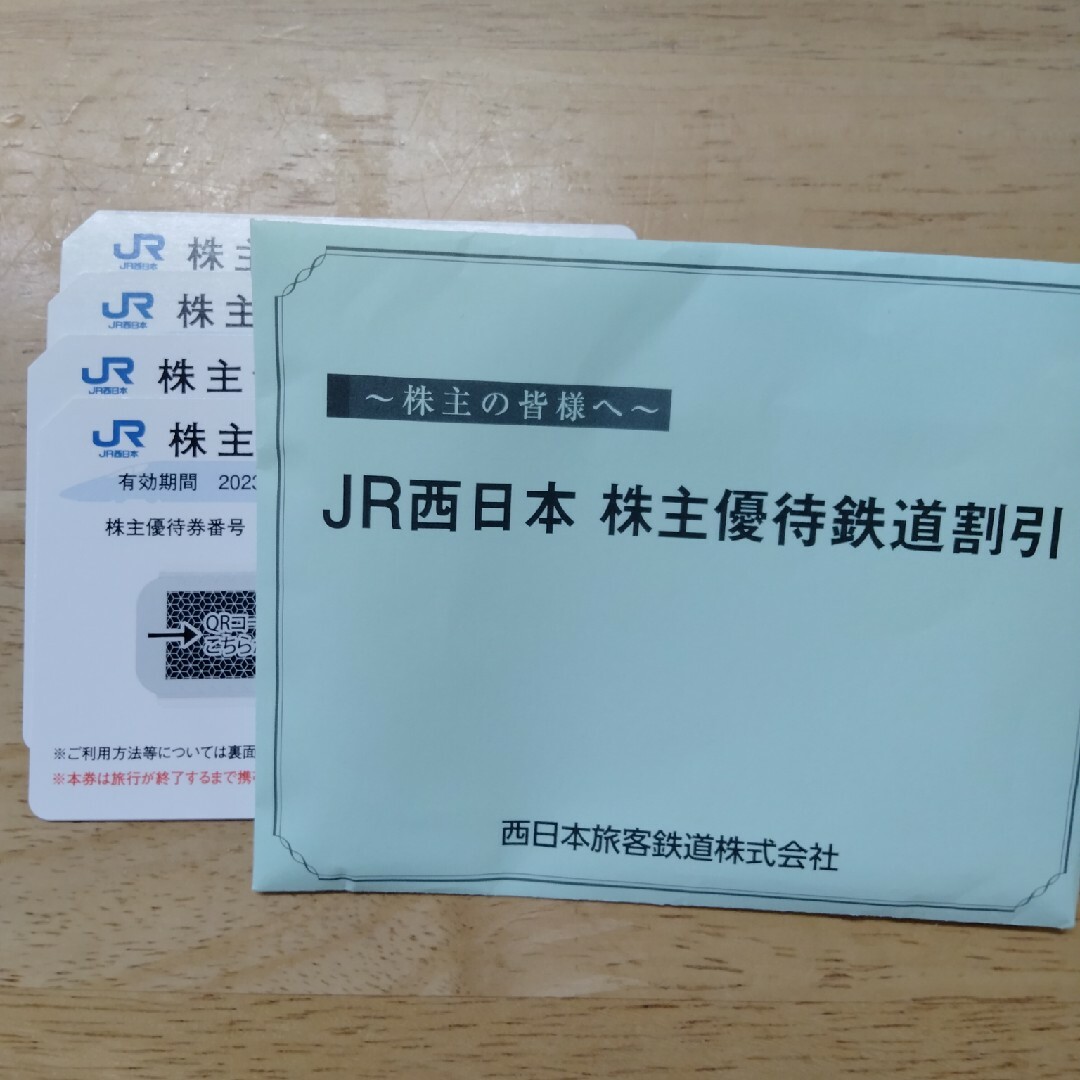 JR 株主
JR西日本
JR 株主
JR西日本
JR 株主
JR西日本
JR 株主
JR西日本
有効期間 2023
株主優待券番号
QRコー
こちら
※ご利用方法等については裏面
※本券は旅行が終了するまで携
～株主の皆様へ～
JR西日本 株主優待鉄道割引
西日本旅客鉄道株式会社